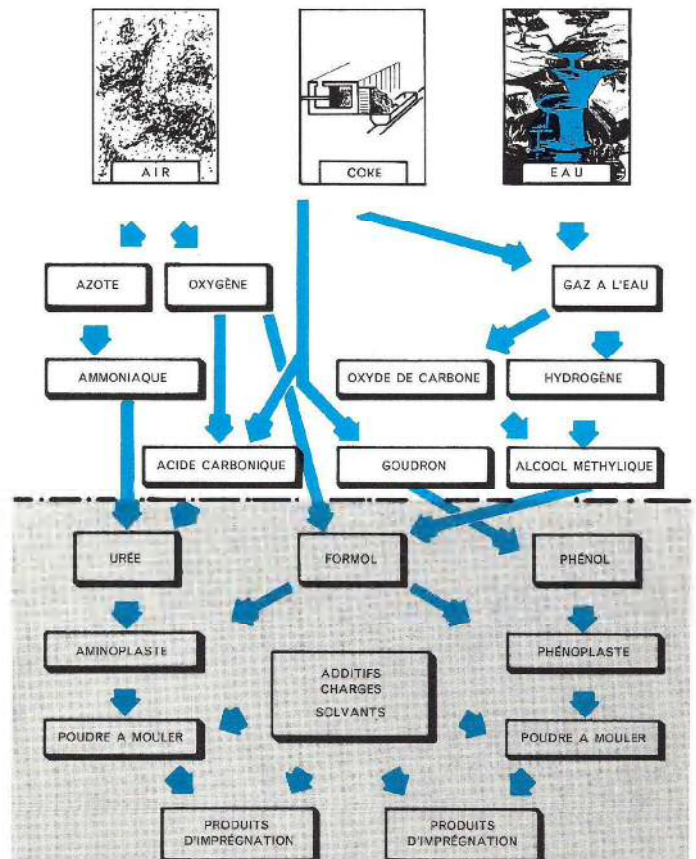 AIR
COKE
EAU
AZOTE
OXYGÈNE
GAZ A L'EAU
AMMONIAQUE
OXYDE DE CARBONE
HYDROGÈNE
ACIDE CARBONIQUE
GOUDRON
ALCOOL MÉTHYLIQUE
URÉE
FORMOL
PHÉNOL
AMINOPLASTE
ADDITIFS
CHARGES
SOLVANTS
PHÉNOPLASTE
POUDRE A MOULER
POUDRE A MOULER
PRODUITS
D'IMPRÉGNATION
PRODUITS
D'IVPRÉGNATION